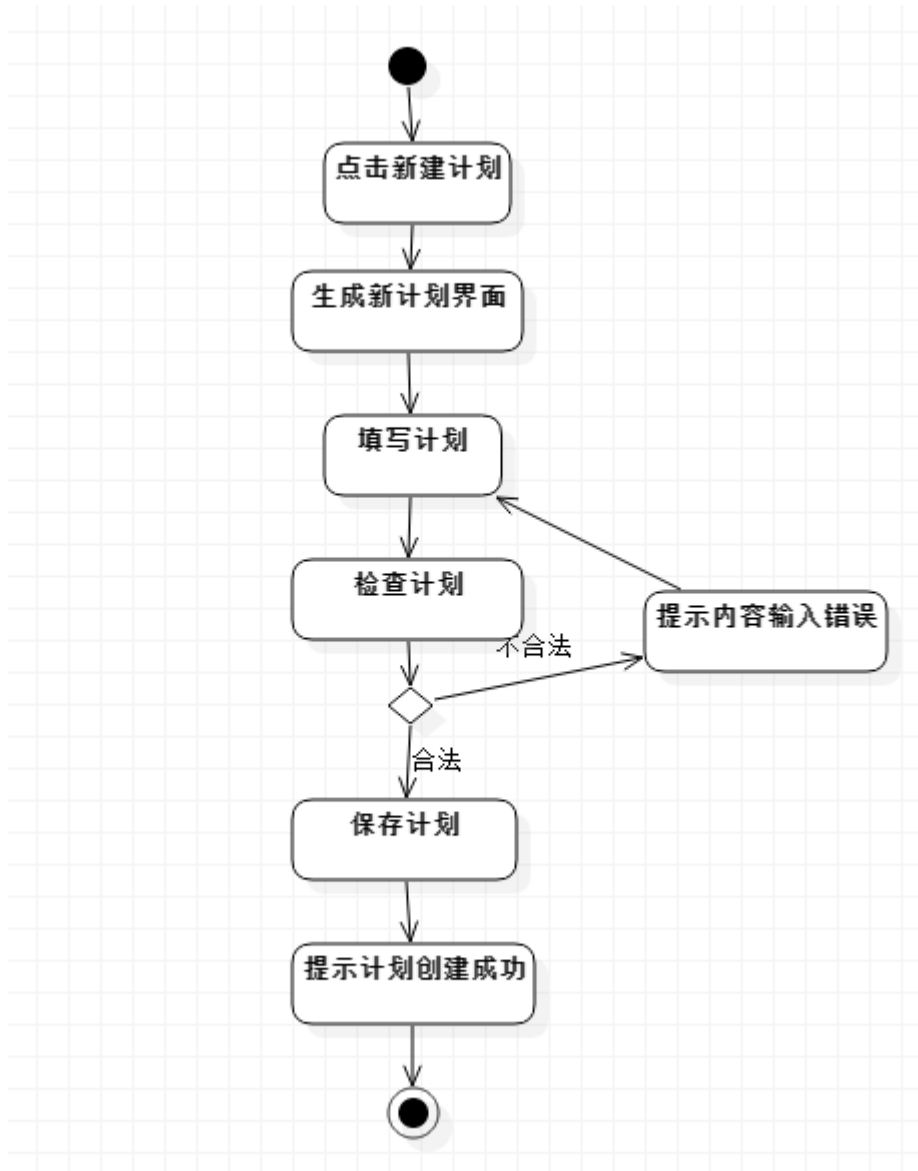 点击新建计划
生成新计划界面
填写计划
检查计划
提示内容输入错误
不合法
合法
保存计划
提示计划创建成功